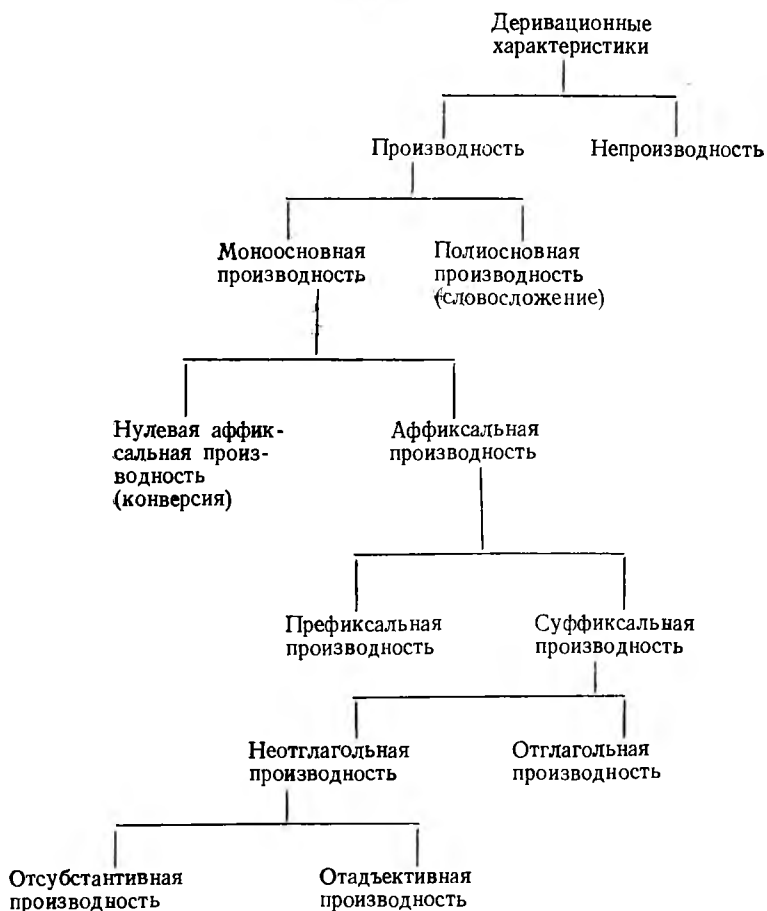 Деривационные
характеристики
Производность
Непроизводность
Моноосновная
производность
Полиосновная
производность
(словосложение)
Нулевая аффик-
сальная произ-
водность
(конверсия)
Аффиксальная
производность
Префиксальная
производность
Суффиксальная
производность
Неотглагольная
производность
Отглагольная
производность
Отсубстантивная
производность
Отадъективная
производность